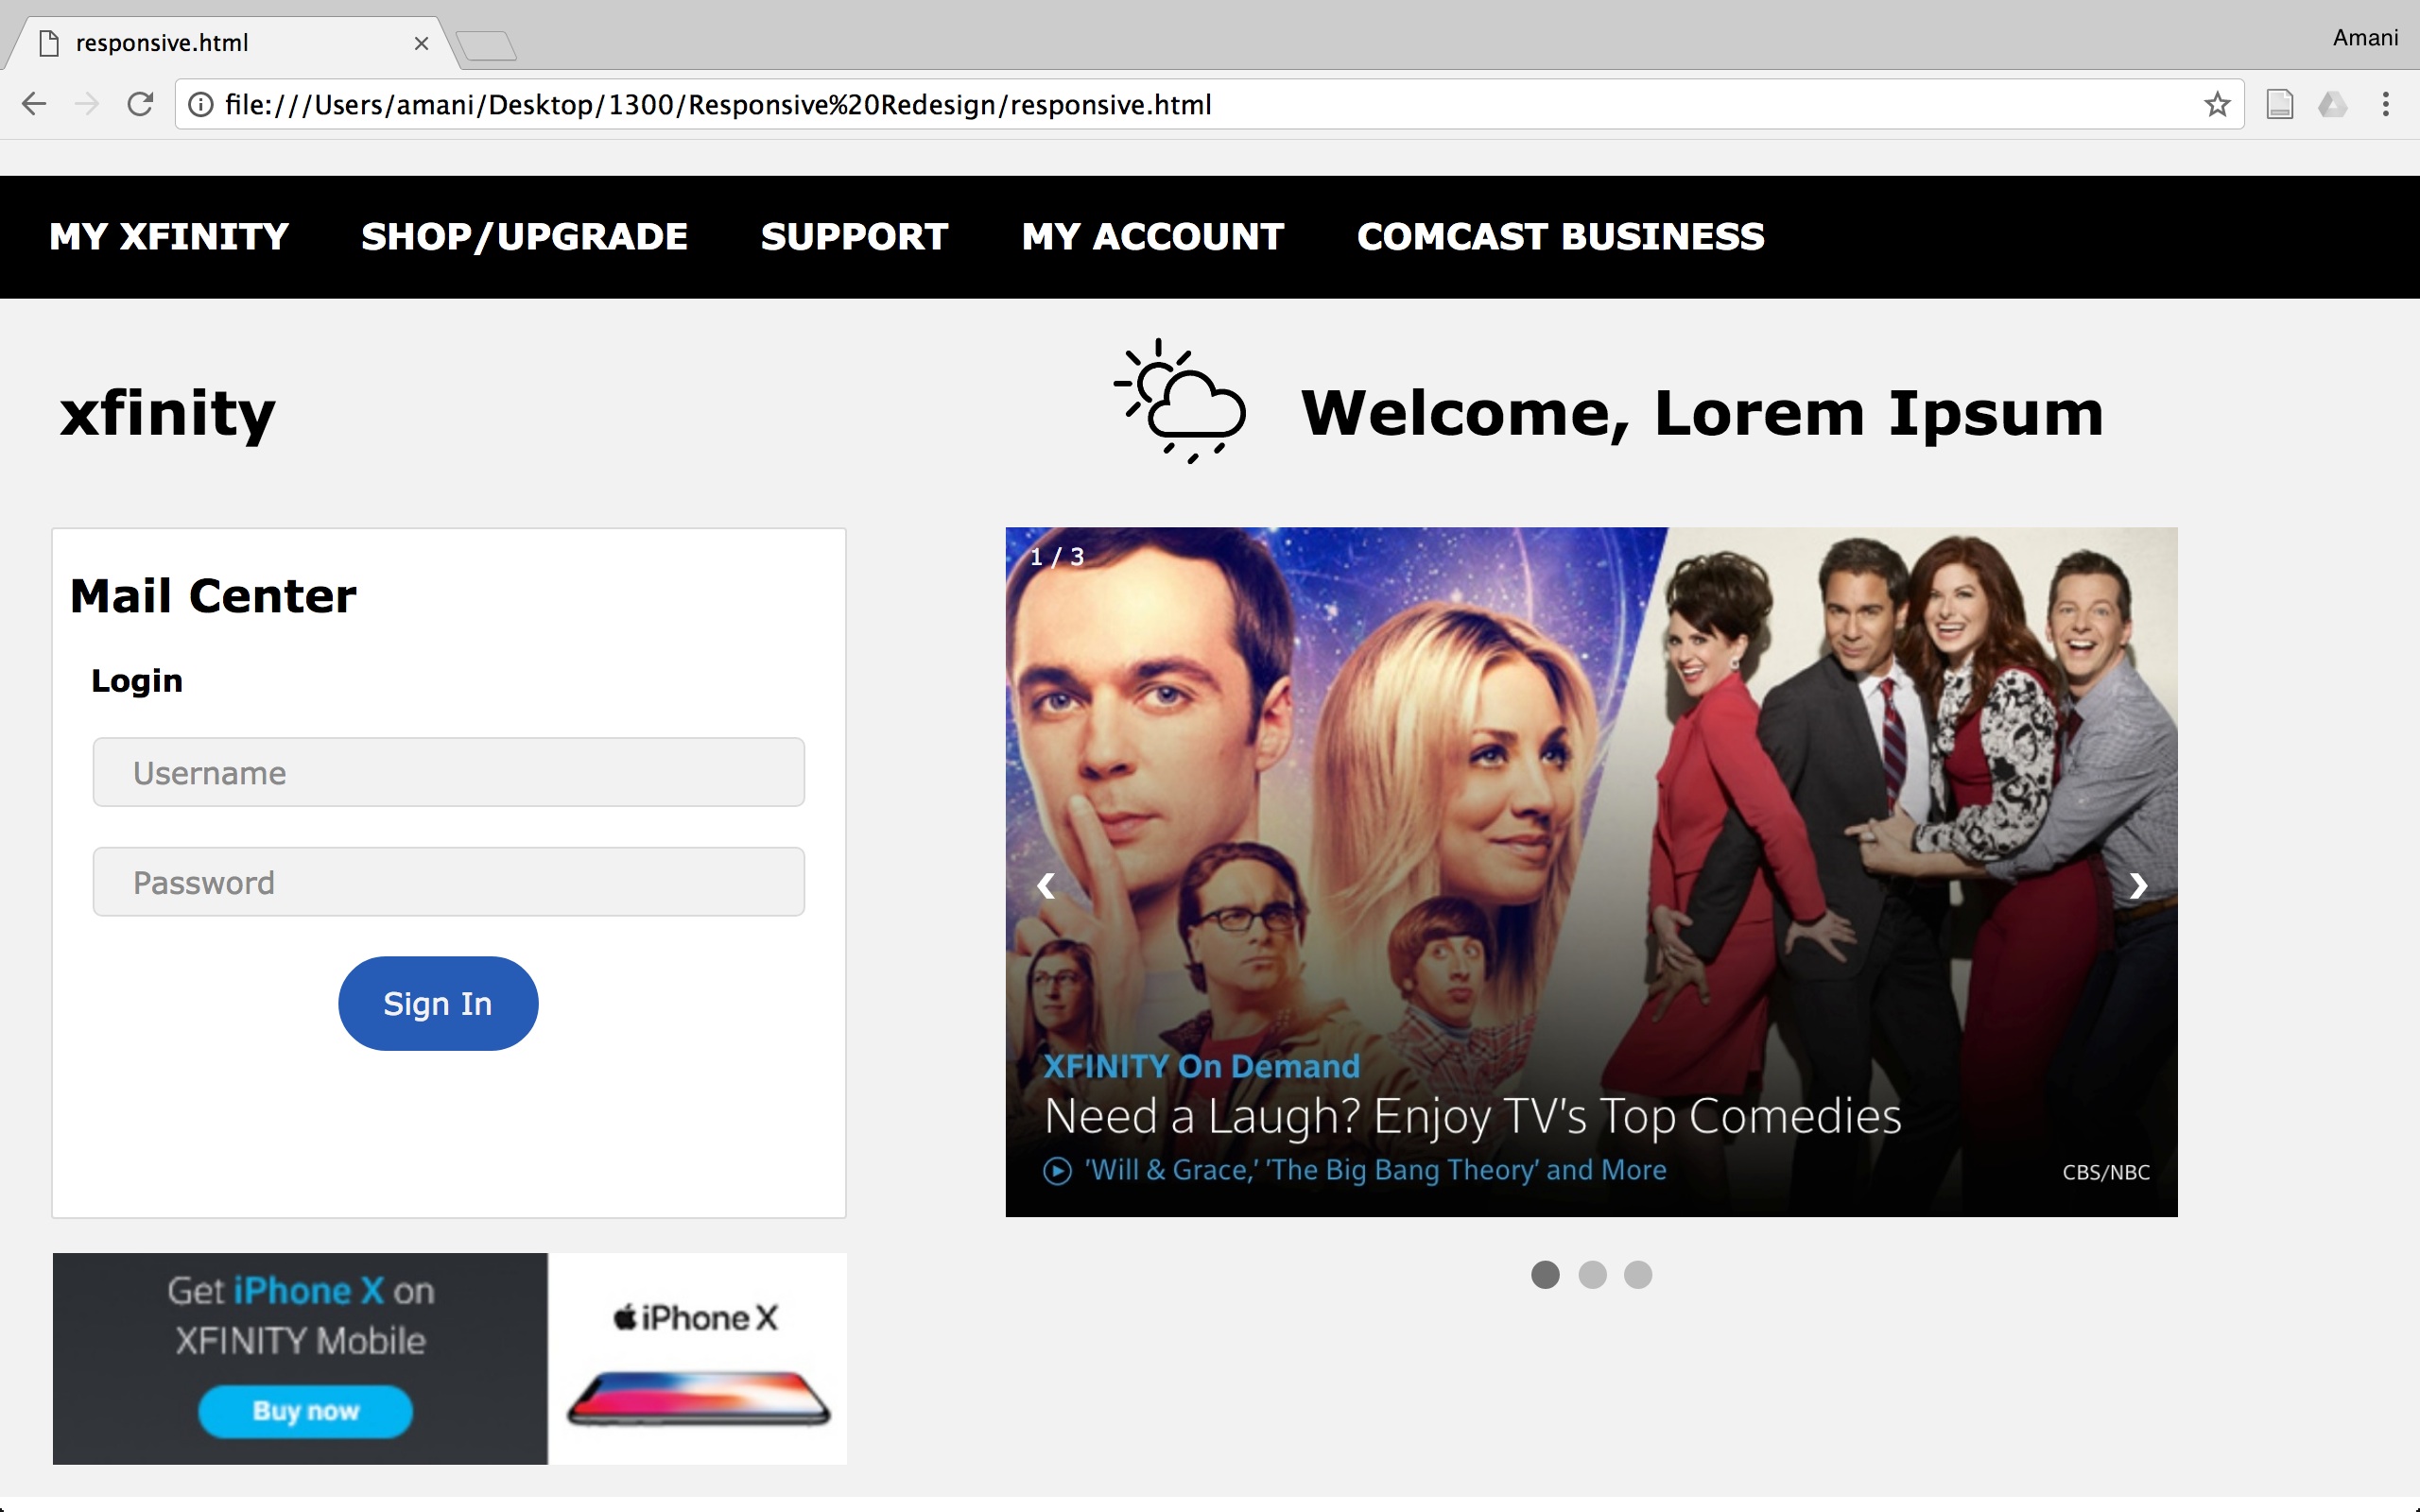 responsive.html
Amani
file:///Users/amani/Desktop/1300/Responsive%20Redesign/responsive.html
MY XFINITY SHOP/UPGRADE SUPPORT MY ACCOUNT COMCAST BUSINESS
xfinity
Welcome, Lorem Ipsum
Mail Center
Login
Username
Password
Sign In
1 / 3
XFINITY On Demand
Need a Laugh? Enjoy TV's Top Comedies
'Will & Grace,' 'The Big Bang Theory' and More
CBS/NBC
Get iPhone X on
XFINITY Mobile
Buy now
iPhone X